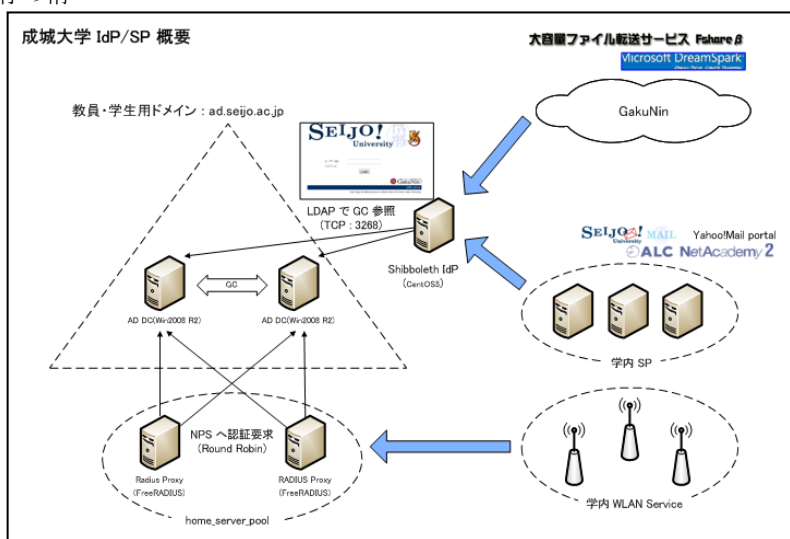 成城大学 IdP/SP 概要
大容量ファイル転送サービス Fshare β
Microsoft DreamSpark
GakuNin
教員・学生用ドメイン : ad.seijo.ac.jp
SEIJO!
University
GakuNin
LDAP で GC 参照
(TCP : 3268)
Shibboleth IdP
(CentOS5)
SEIJO! MAIL
University
Yahoo!Mail portal
ALC NetAcademy 2
GC
AD DC(Win2008 R2)
AD DC(Win2008 R2)
学内 SP
NPS へ認証要求
(Round Robin)
Radius Proxy
(FreeRADIUS)
RADIUS Proxy
(FreeRADIUS)
home_server_pool
学内 WLAN Service